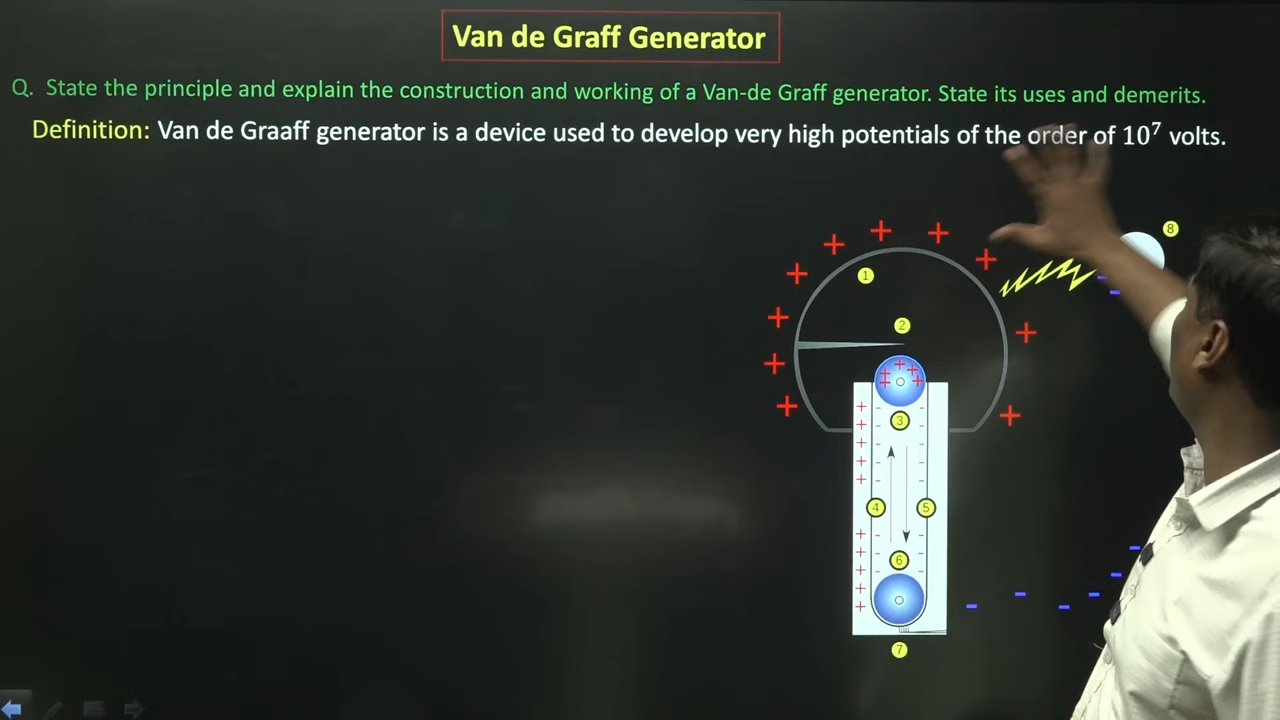 Van de Graff Generator
Q. State the principle and explain the construction and working of a Van-de Graff generator. State its uses and demerits.
Definition: Van de Graaff generator is a device used to develop very high potentials of the order of 10⁷ volts.
8
1
2
3
4 5
6
7